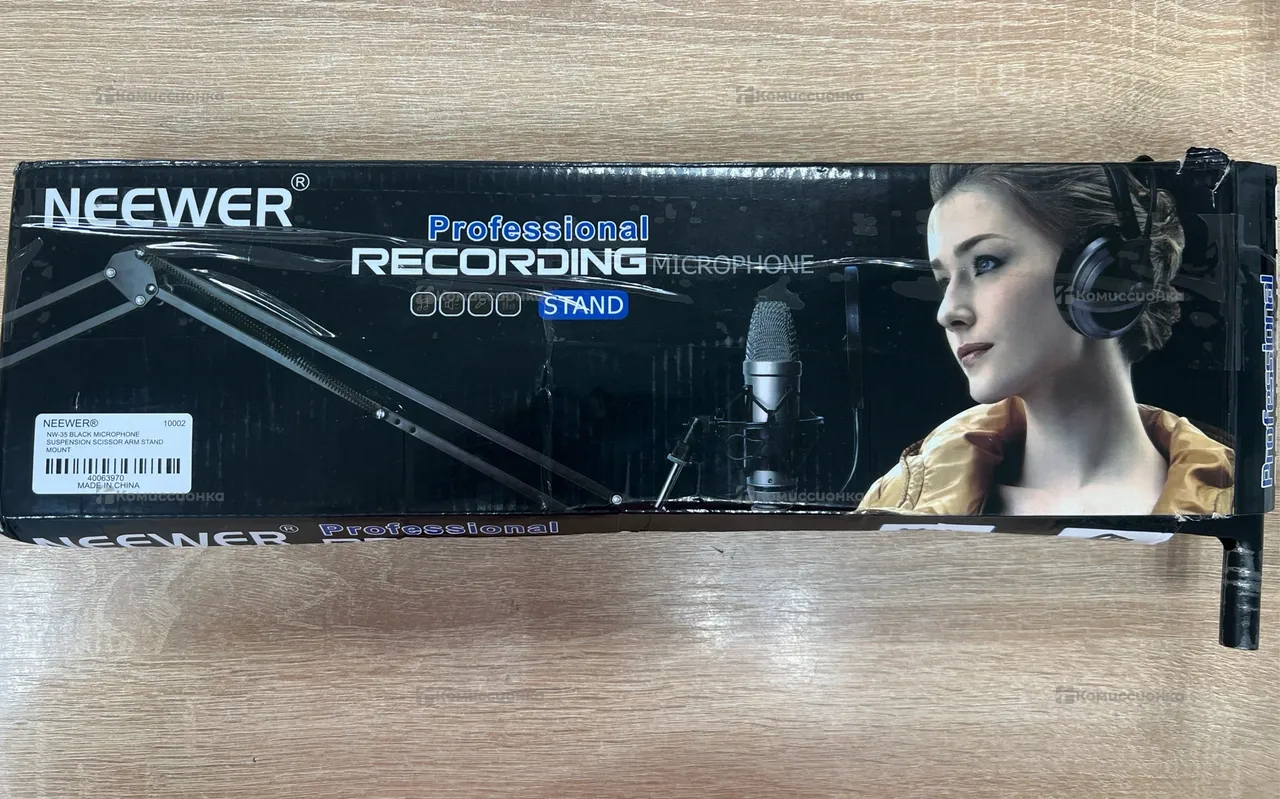 Комиссионка
Комиссионка
NEEWER®
Professional
RECORDING MICROPHONE
STAND
Комиссионка
Professional
NEEWER® 10002
NW-35 BLACK MICROPHONE
SUSPENSION SCISSOR ARM STAND
MOUNT
40063970
MADE IN CHINA
Комиссионка
Комиссионка
NEEWER® Professional
Комиссионка
Комиссионка